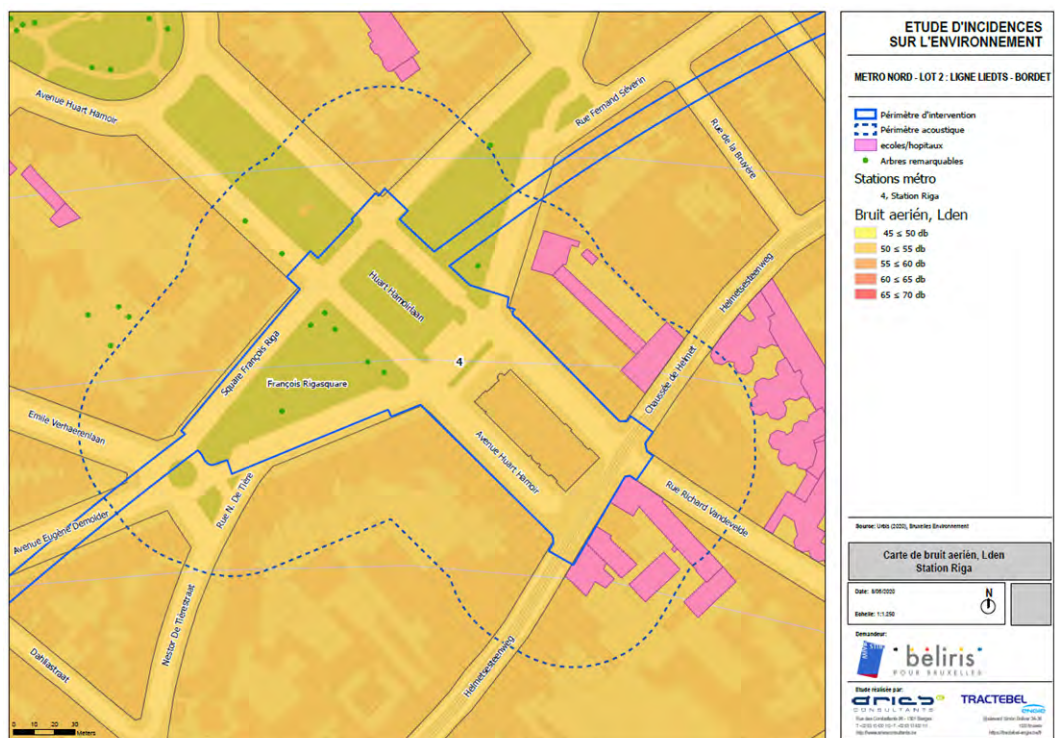 Avenue Huart Hamoir
Rue Fernand Séverin
Rue de la Bruyère
Huart Hamoirlaan
Helmetsesteenweg
Square François Riga
4
Chaussée de Helmet
François Rigasquare
Emile Verhaerenlaan
Avenue Huart Hamoir
Rue N. De Tière
Rue Richard Vandevelde
Avenue Eugène Demolder
Nestor De Tièrestraat
Helmetsesteenweg
Dahliastraat
0 10 20 30
Meters
ETUDE D'INCIDENCES
SUR L'ENVIRONNEMENT
METRO NORD - LOT 2 : LIGNE LIEDTS - BORDET
Périmètre d'intervention
Périmètre acoustique
ecoles/hopitaux
Arbres remarquables
Stations métro
4, Station Riga
Bruit aerién, Lden
45 ≤ 50 db
50 ≤ 55 db
55 ≤ 60 db
60 ≤ 65 db
65 ≤ 70 db
Source: Urbis (2020), Bruxelles Environnement
Carte de bruit aerién, Lden
Station Riga
Date:
N
Echelle: 1:1.250
Demandeur:
beliris
POUR BRUXELLES
Etude réalisée par:
aries
CONSULTANTS
TRACTEBEL
ENGIE